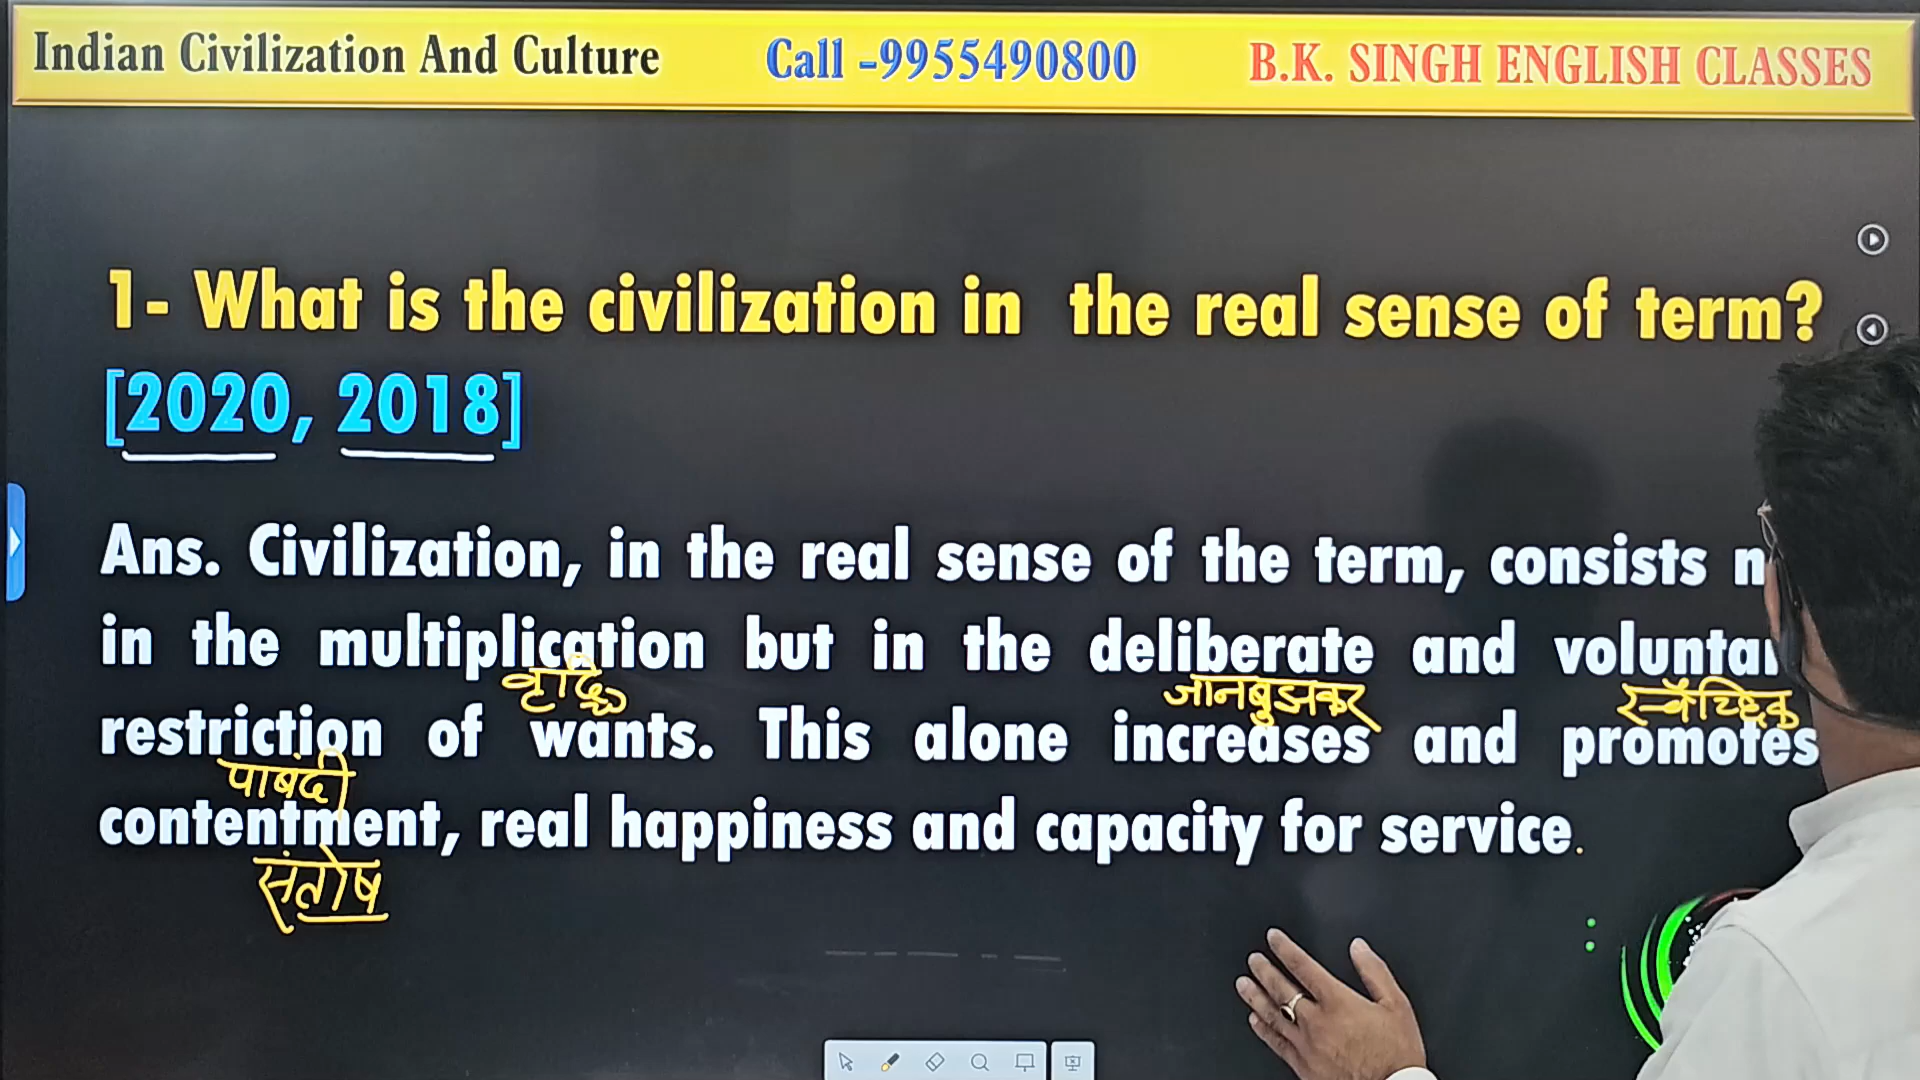 Indian Civilization And Culture Call -9955490800 B.K. SINGH ENGLISH CLASSES
1- What is the civilization in the real sense of term?
[2020, 2018]
Ans. Civilization, in the real sense of the term, consists
in the multiplication but in the deliberate and
वृद्धि जानबुझकर स्वैच्छिक
restriction of wants. This alone increases and promotes
पाबंदी
contentment, real happiness and capacity for service.
संतोष